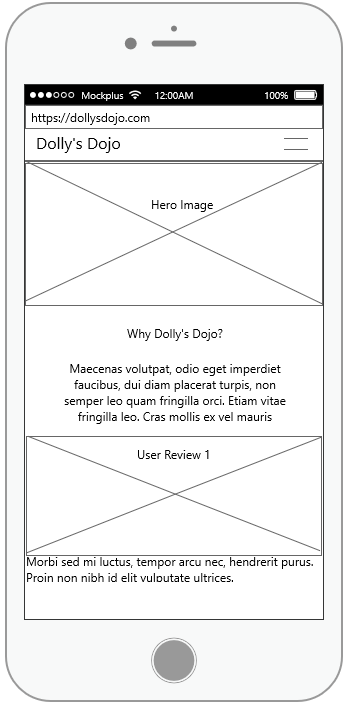 Mockplus 12:00AM 100%
https://dollysdojo.com
Dolly's Dojo
Hero Image
Why Dolly's Dojo?
Maecenas volutpat, odio eget imperdiet
faucibus, dui diam placerat turpis, non
semper leo quam fringilla orci. Etiam vitae
fringilla leo. Cras mollis ex vel mauris
User Review 1
Morbi sed mi luctus, tempor arcu nec, hendrerit purus.
Proin non nibh id elit vulputate ultrices.